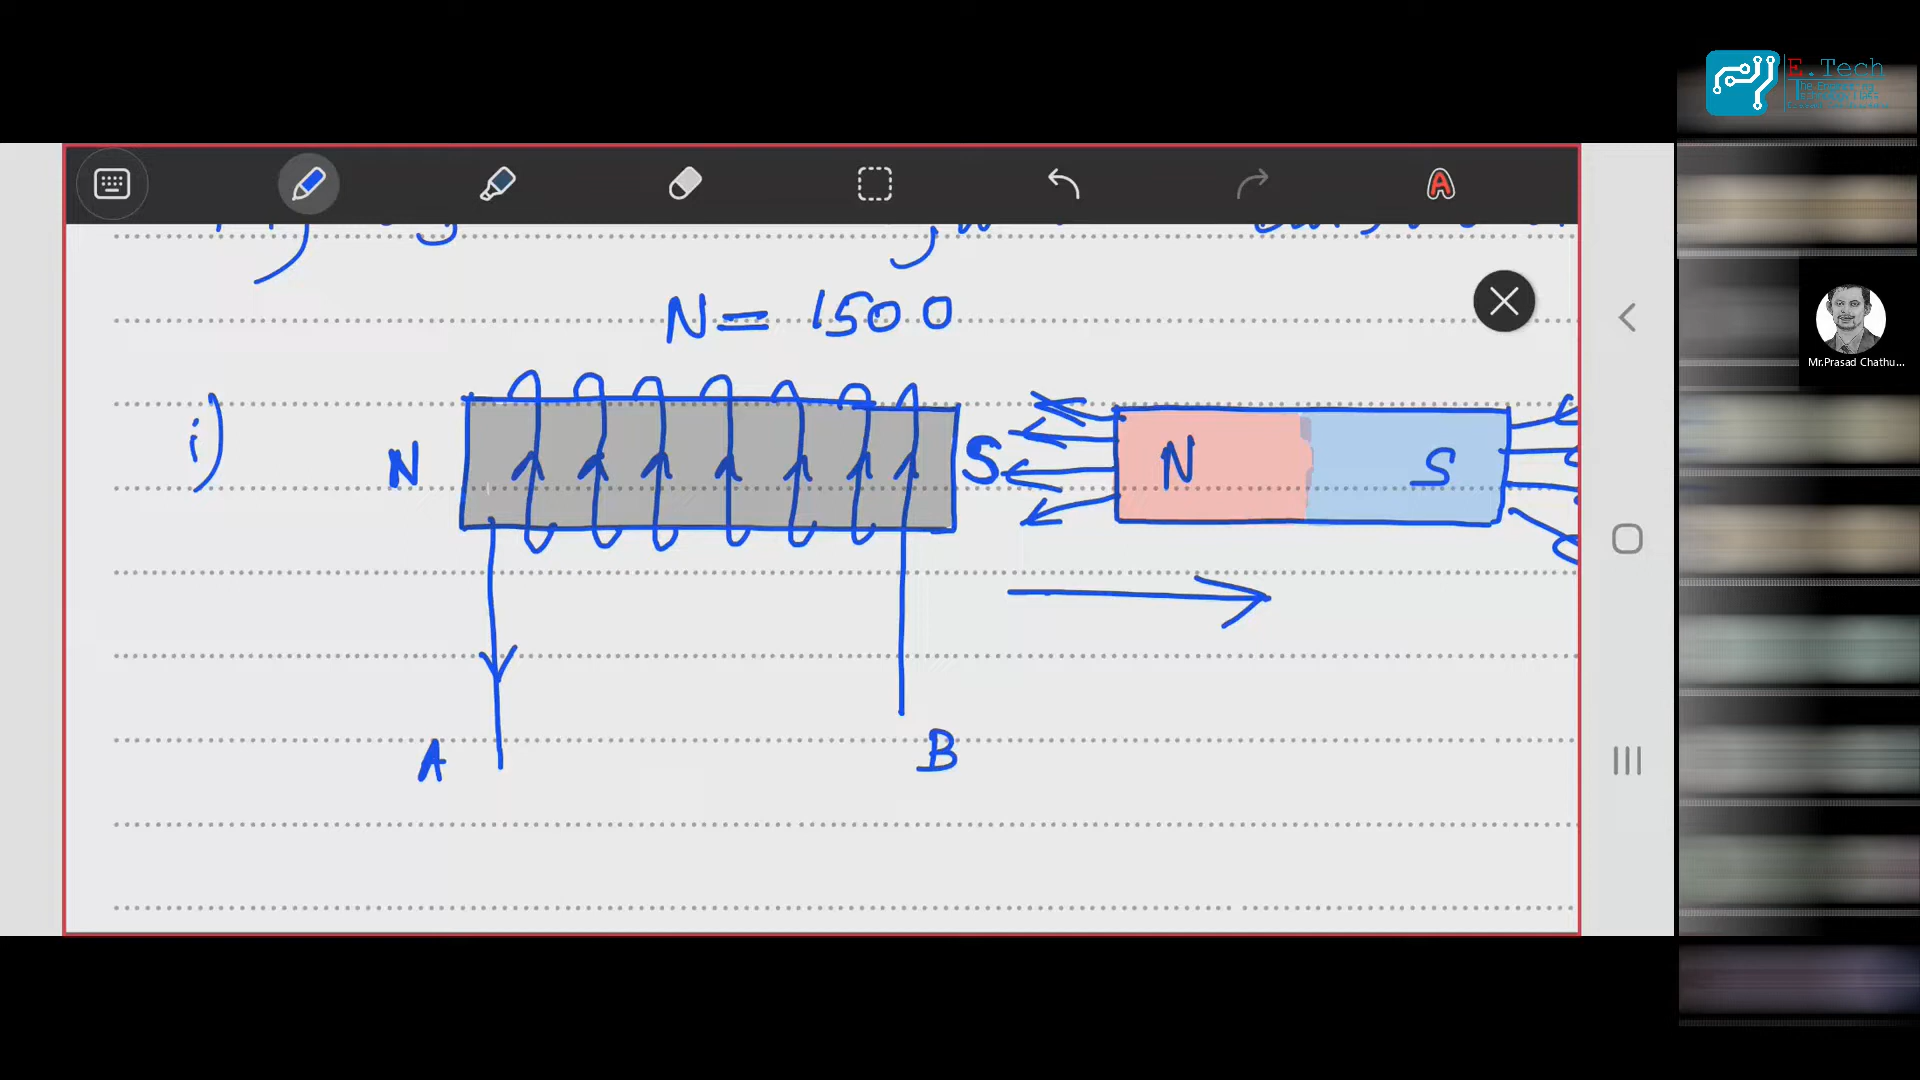 E.Tech
N = 1500
i)
N S N S
A B
Mr.Prasad Chathu...